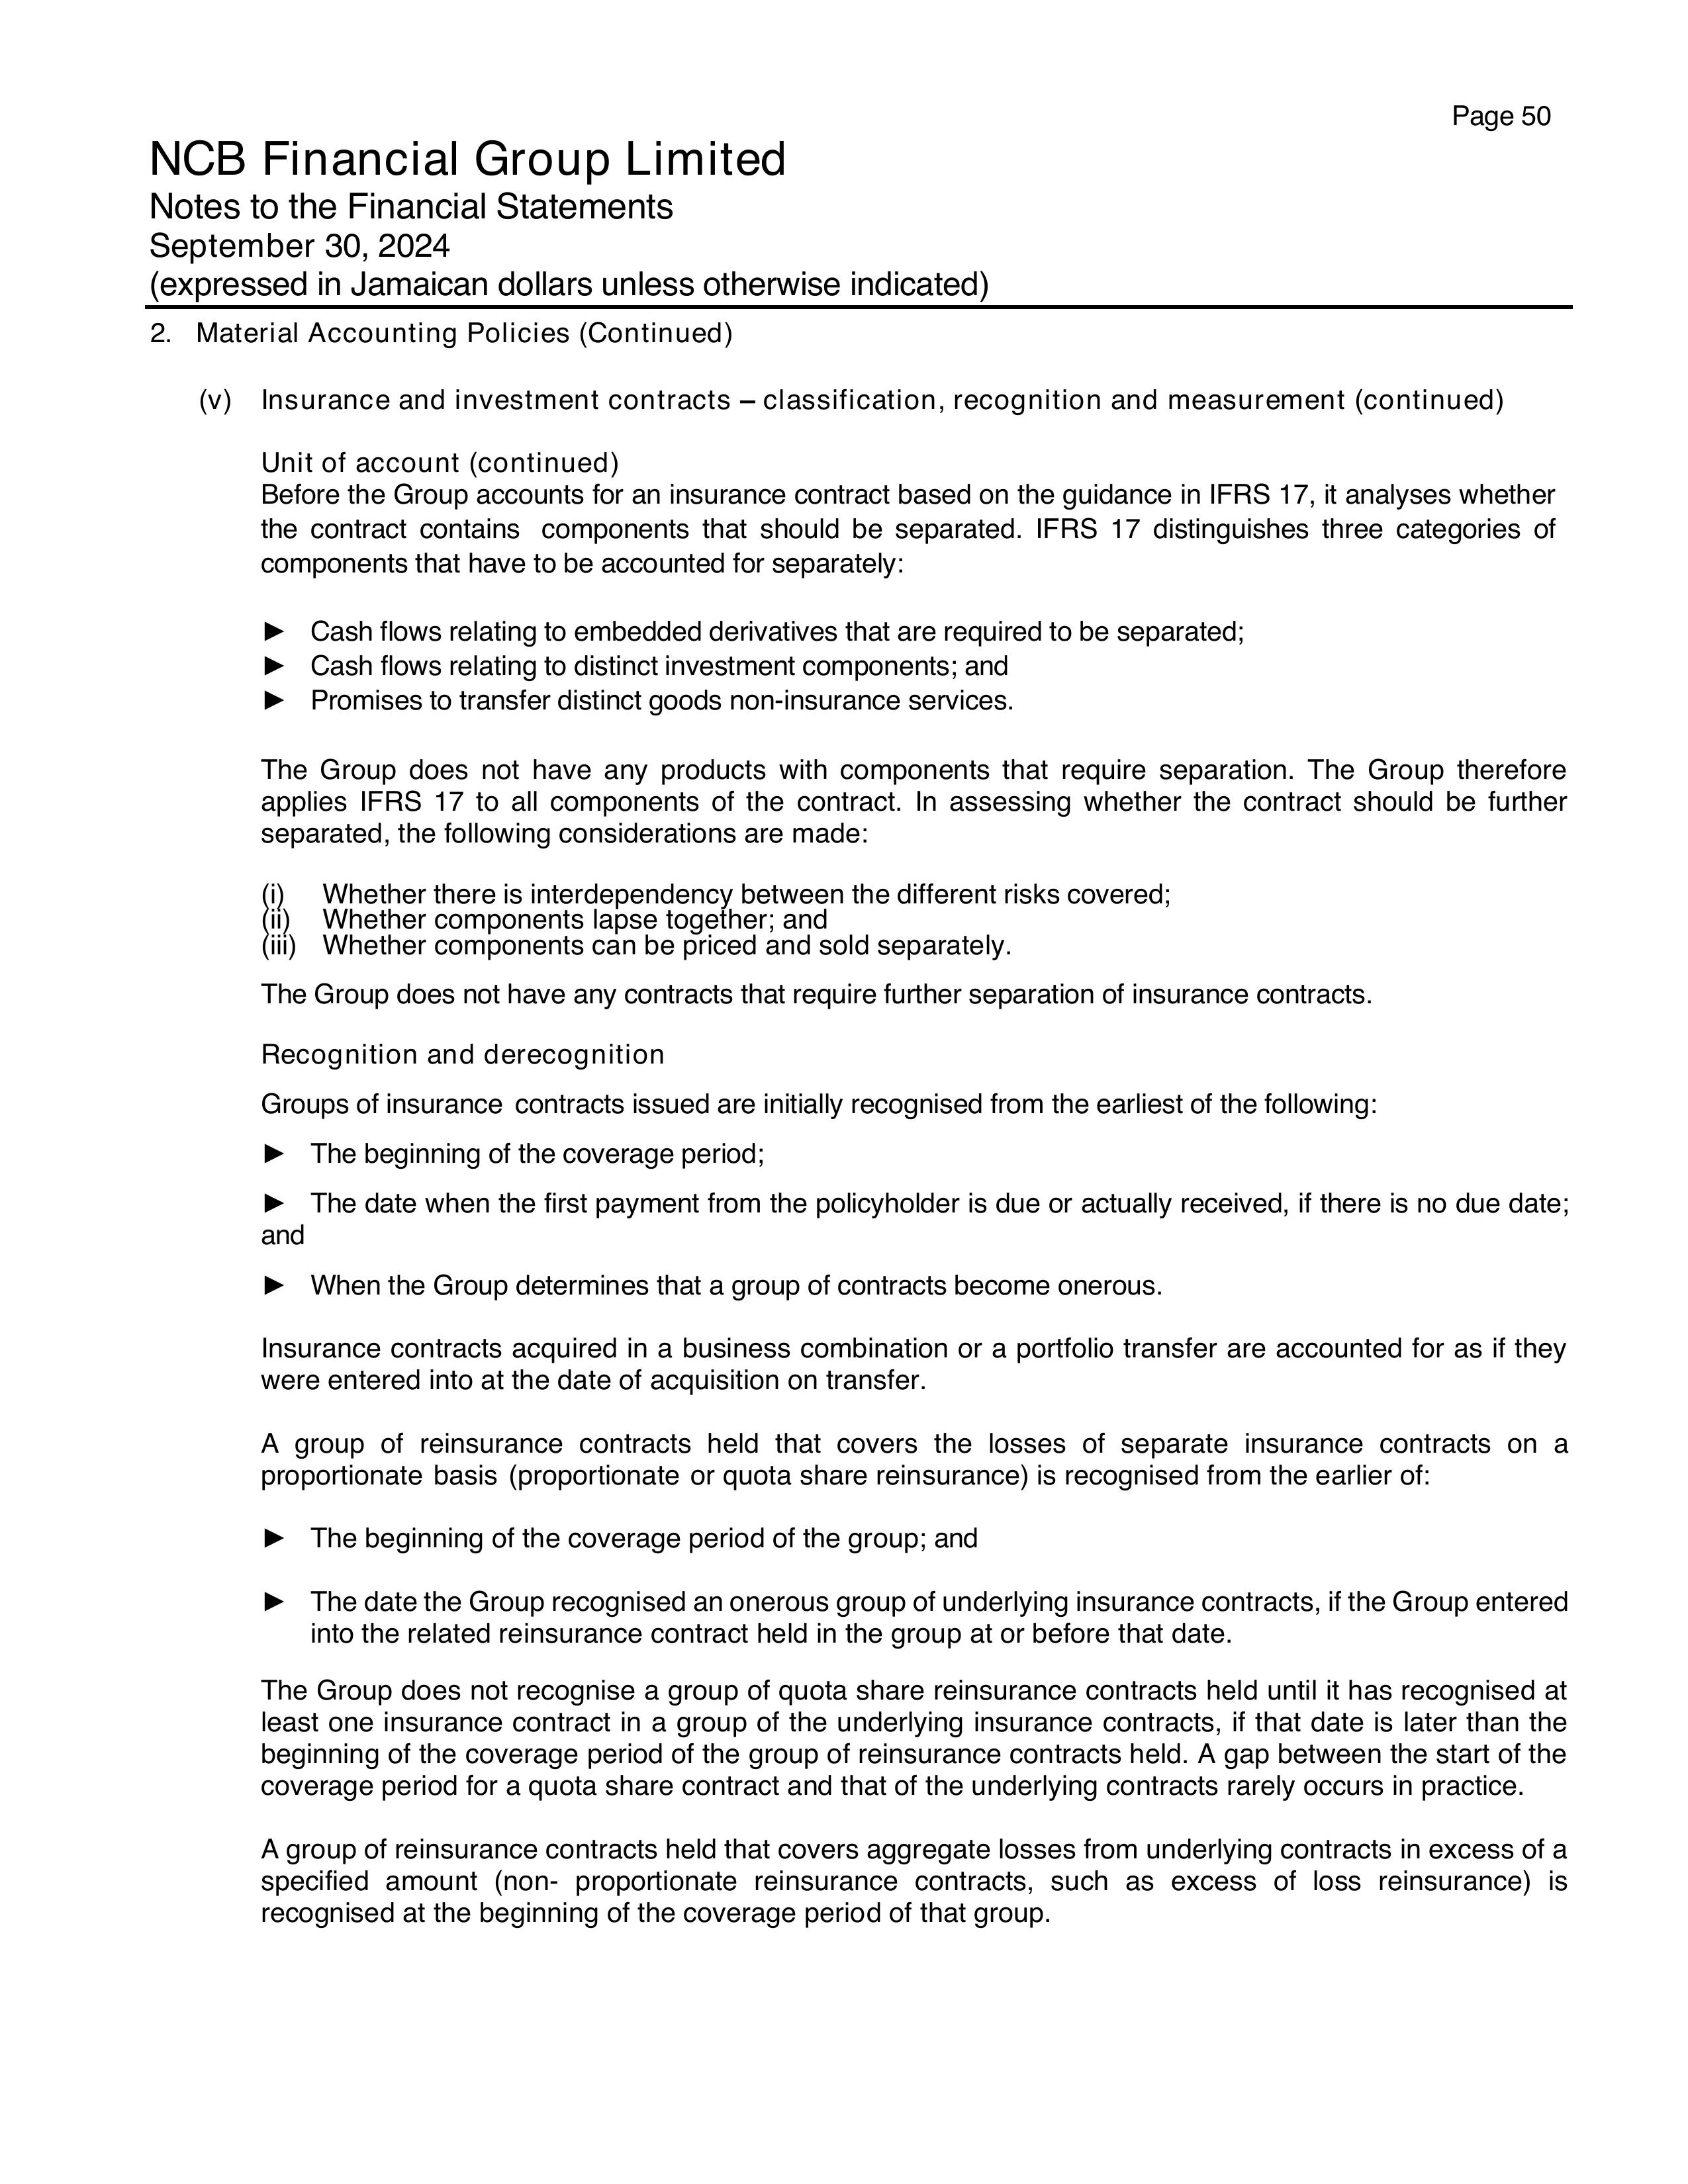 Page 50
NCB Financial Group Limited
Notes to the Financial Statements
September 30, 2024
(expressed in Jamaican dollars unless otherwise indicated)
2. Material Accounting Policies (Continued)
(v) Insurance and investment contracts – classification, recognition and measurement (continued)
Unit of account (continued)
Before the Group accounts for an insurance contract based on the guidance in IFRS 17, it analyses whether
the contract contains components that should be separated. IFRS 17 distinguishes three categories of
components that have to be accounted for separately:
► Cash flows relating to embedded derivatives that are required to be separated;
► Cash flows relating to distinct investment components; and
► Promises to transfer distinct goods non-insurance services.
The Group does not have any products with components that require separation. The Group therefore
applies IFRS 17 to all components of the contract. In assessing whether the contract should be further
separated, the following considerations are made:
(i) Whether there is interdependency between the different risks covered;
(ii) Whether components lapse together; and
(iii) Whether components can be priced and sold separately.
The Group does not have any contracts that require further separation of insurance contracts.
Recognition and derecognition
Groups of insurance contracts issued are initially recognised from the earliest of the following:
► The beginning of the coverage period;
► The date when the first payment from the policyholder is due or actually received, if there is no due date;
and
► When the Group determines that a group of contracts become onerous.
Insurance contracts acquired in a business combination or a portfolio transfer are accounted for as if they
were entered into at the date of acquisition on transfer.
A group of reinsurance contracts held that covers the losses of separate insurance contracts on a
proportionate basis (proportionate or quota share reinsurance) is recognised from the earlier of:
► The beginning of the coverage period of the group; and
► The date the Group recognised an onerous group of underlying insurance contracts, if the Group entered
into the related reinsurance contract held in the group at or before that date.
The Group does not recognise a group of quota share reinsurance contracts held until it has recognised at
least one insurance contract in a group of the underlying insurance contracts, if that date is later than the
beginning of the coverage period of the group of reinsurance contracts held. A gap between the start of the
coverage period for a quota share contract and that of the underlying contracts rarely occurs in practice.
A group of reinsurance contracts held that covers aggregate losses from underlying contracts in excess of a
specified amount (non- proportionate reinsurance contracts, such as excess of loss reinsurance) is
recognised at the beginning of the coverage period of that group.